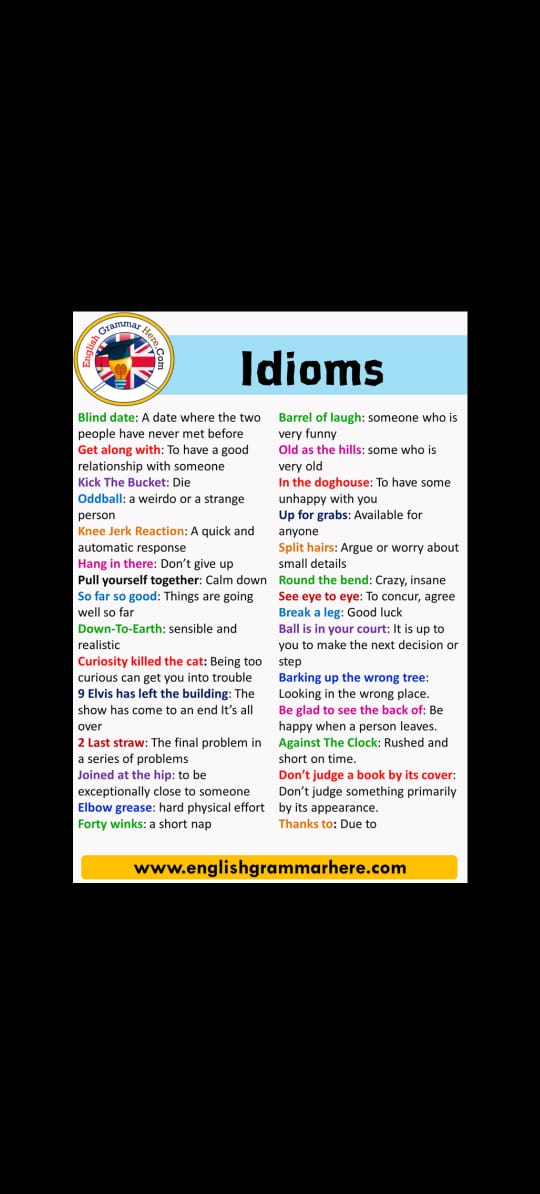 English Grammar Here.Com
Idioms
Blind date: A date where the two
people have never met before
Get along with: To have a good
relationship with someone
Kick The Bucket: Die
Oddball: a weirdo or a strange
person
Knee Jerk Reaction: A quick and
automatic response
Hang in there: Don’t give up
Pull yourself together: Calm down
So far so good: Things are going
well so far
Down-To-Earth: sensible and
realistic
Curiosity killed the cat: Being too
curious can get you into trouble
9 Elvis has left the building: The
show has come to an end It’s all
over
2 Last straw: The final problem in
a series of problems
Joined at the hip: to be
exceptionally close to someone
Elbow grease: hard physical effort
Forty winks: a short nap
Barrel of laugh: someone who is
very funny
Old as the hills: some who is
very old
In the doghouse: To have some
unhappy with you
Up for grabs: Available for
anyone
Split hairs: Argue or worry about
small details
Round the bend: Crazy, insane
See eye to eye: To concur, agree
Break a leg: Good luck
Ball is in your court: It is up to
you to make the next decision or
step
Barking up the wrong tree:
Looking in the wrong place.
Be glad to see the back of: Be
happy when a person leaves.
Against The Clock: Rushed and
short on time.
Don’t judge a book by its cover:
Don’t judge something primarily
by its appearance.
Thanks to: Due to
www.englishgrammarhere.com